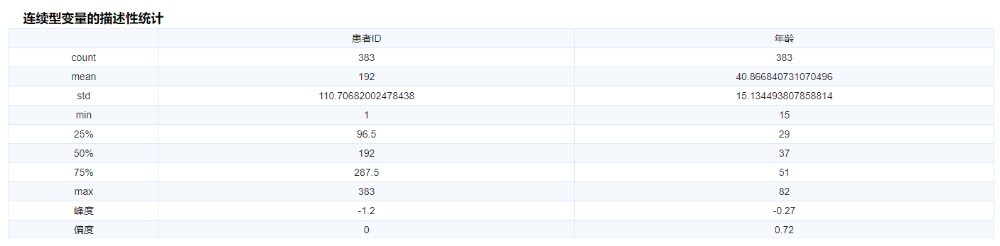 连续型变量的描述性统计
患者ID 年龄
count 383 383
mean 192 40.866840731070496
std 110.70682002478438 15.134493807858814
min 1 15
25% 96.5 29
50% 192 37
75% 287.5 51
max 383 82
峰度 -1.2 -0.27
偏度 0 0.72